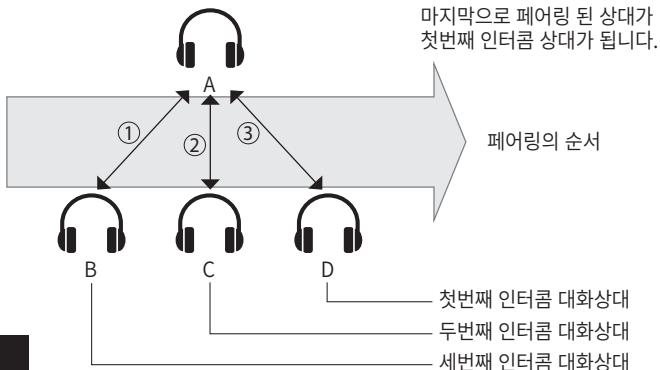 마지막으로 페어링 된 상대가
첫번째 인터콤 상대가 됩니다.
A
① ② ③
페어링의 순서
B C D
첫번째 인터콤 대화상대
두번째 인터콤 대화상대
세번째 인터콤 대화상대